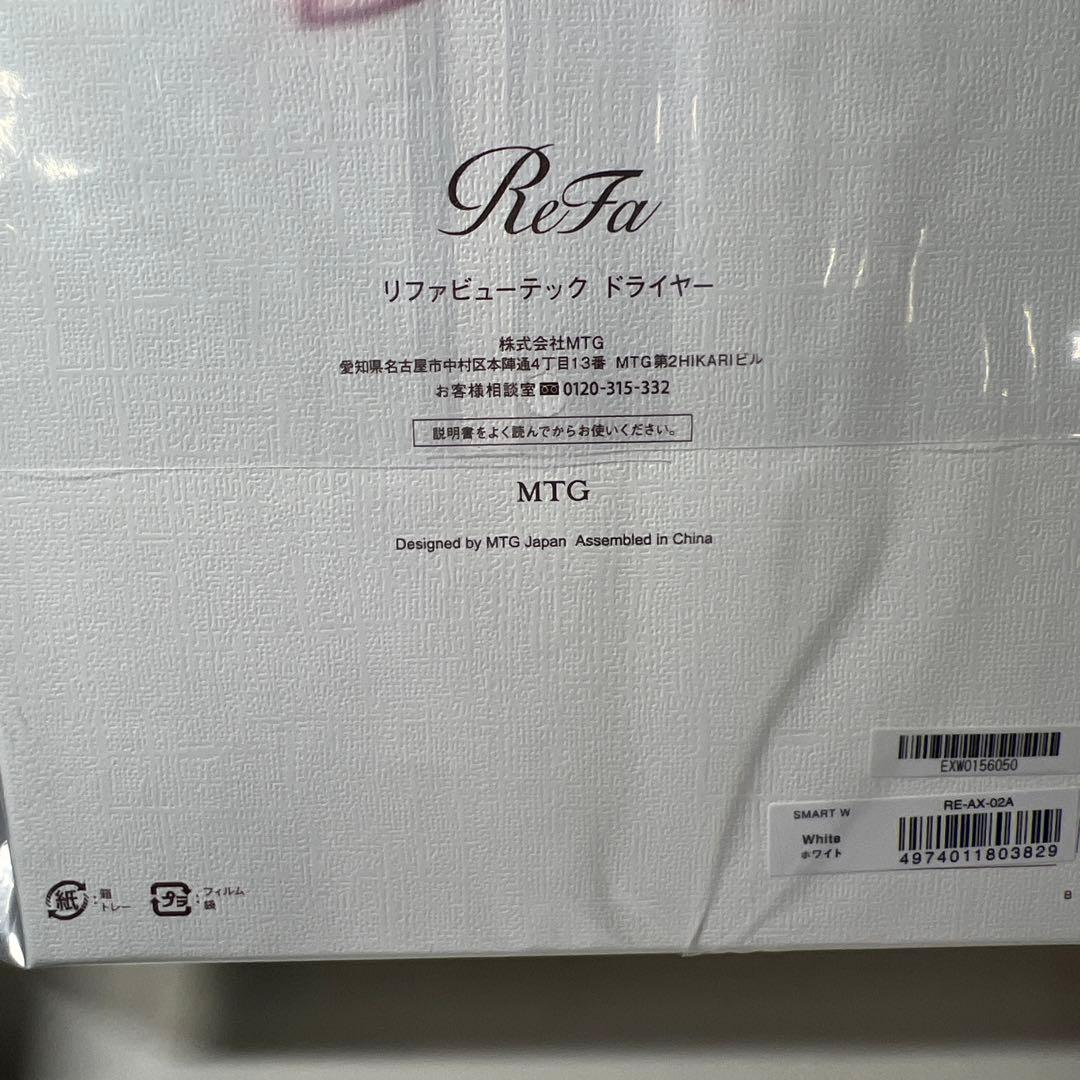 ReFa
リファビューテック ドライヤー
株式会社MTG
愛知県名古屋市中村区本陣通4丁目13番 MTG第2HIKARIビル
お客様相談室 0120-315-332
説明書をよく読んでからお使いください。
MTG
Designed by MTG Japan Assembled in China
EXW0156050
SMART W
RE-AX-02A
White
ホワイト
4974011803829
紙:箱
トレー
プラ:フィルム
袋
B